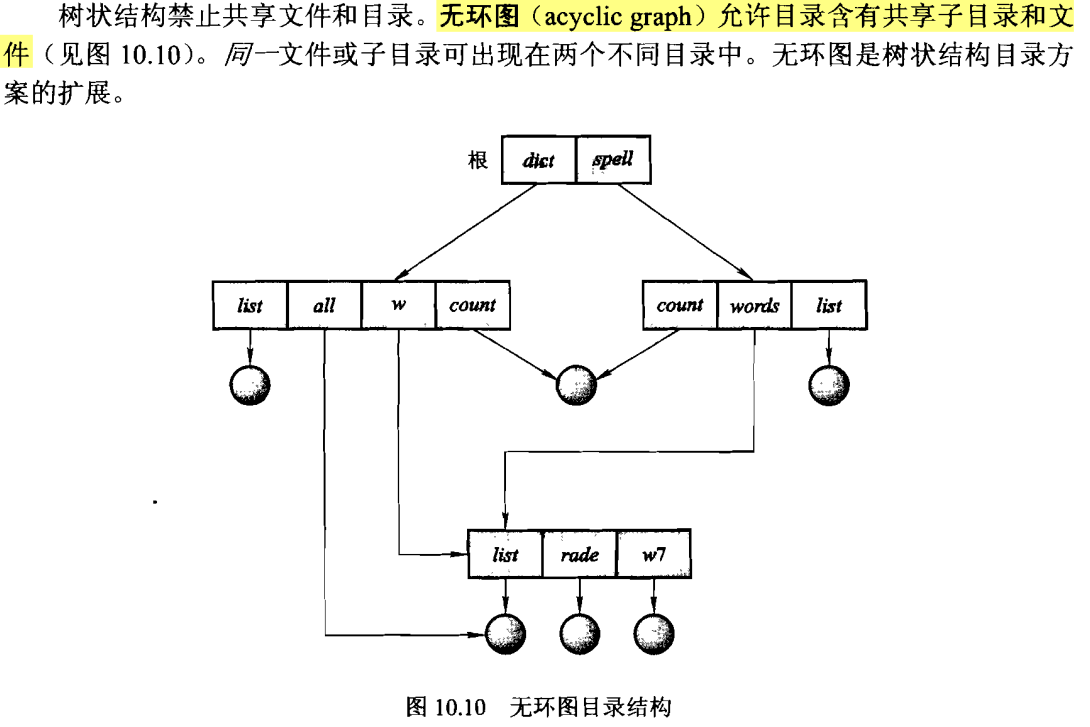 树状结构禁止共享文件和目录。无环图（acyclic graph）允许目录含有共享子目录和文
件（见图 10.10）。同一文件或子目录可出现在两个不同目录中。无环图是树状结构目录方
案的扩展。
根 dict spell
list all w count count words list
list rade w7
图 10.10 无环图目录结构